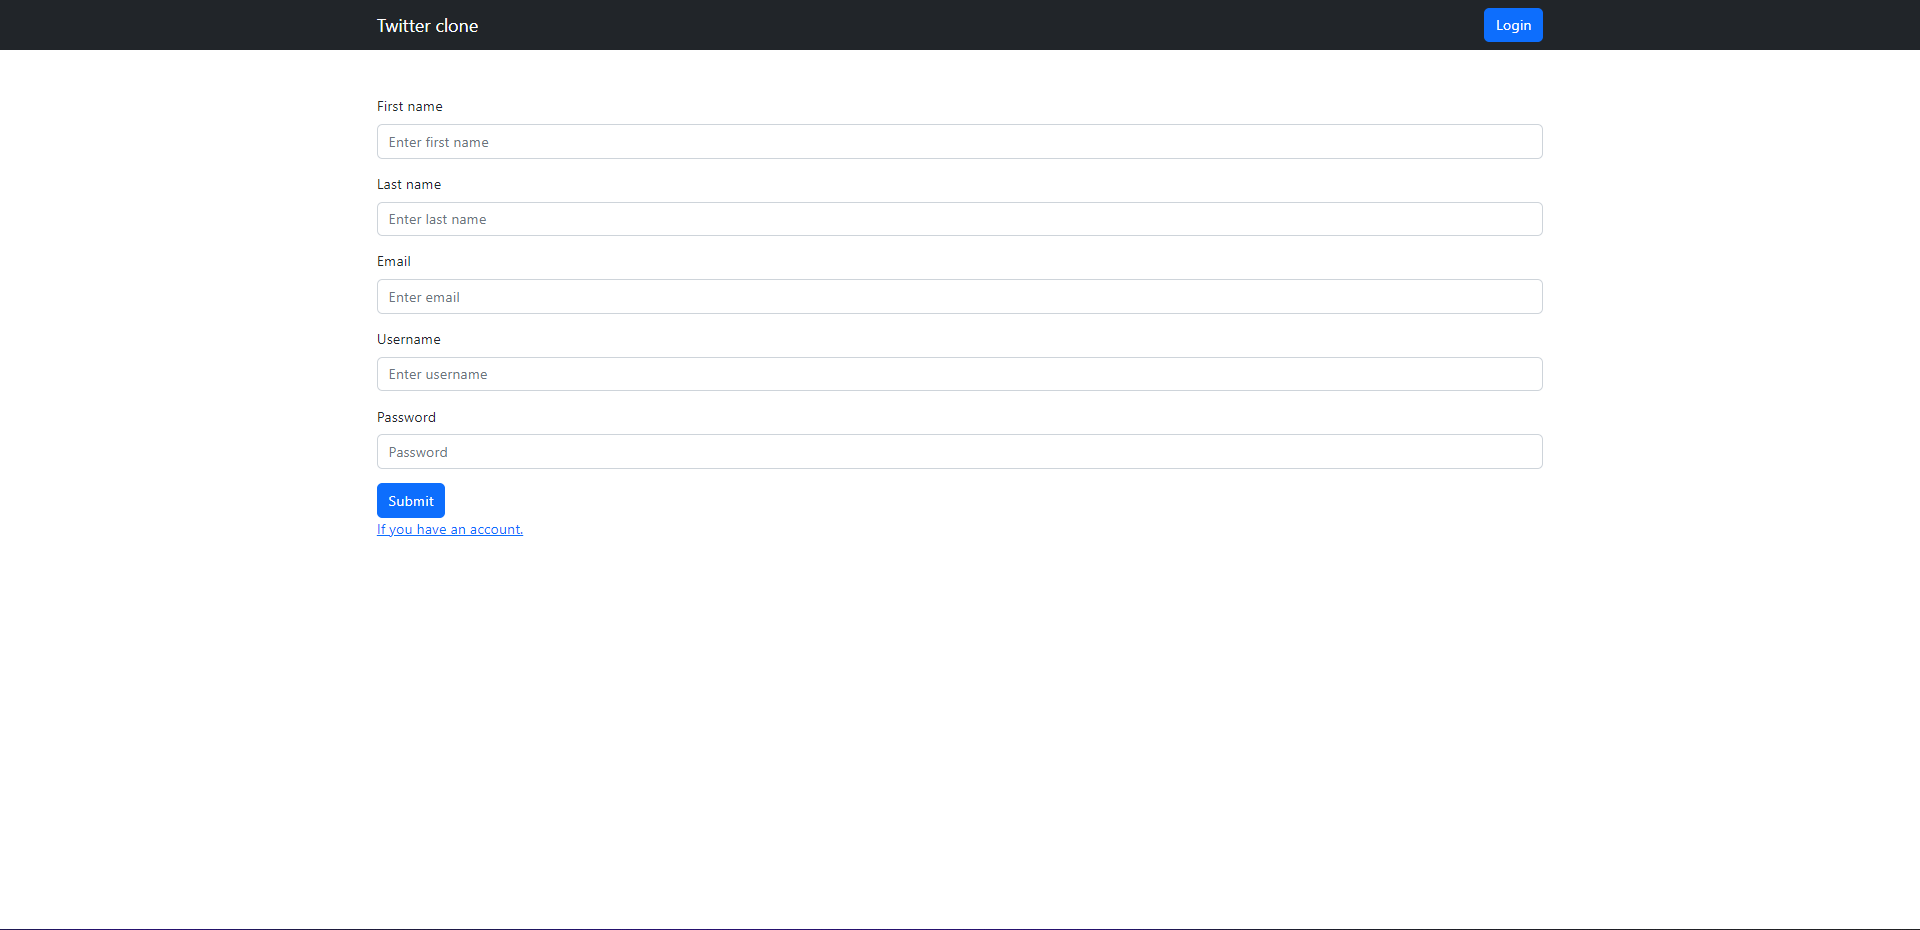 Twitter clone
Login
First name
Enter first name
Last name
Enter last name
Email
Enter email
Username
Enter username
Password
Password
Submit
If you have an account.